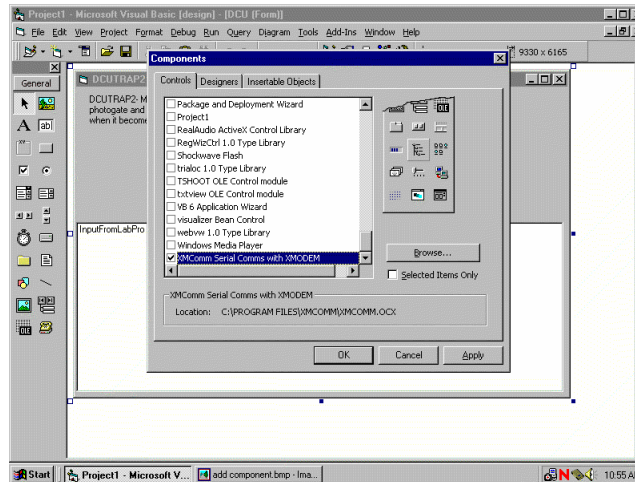 Project1 - Microsoft Visual Basic [design] - [DCU (Form)]
File Edit View Project Format Debug Run Query Diagram Tools Add-Ins Window Help
9330 x 6165
General
DCUTRAP2
DCUTRAP2- M
photogate and
when it become
InputFromLabPro
Components
Controls
Designers
Insertable Objects
Package and Deployment Wizard
Project1
RealAudio ActiveX Control Library
RegWizCtrl 1.0 Type Library
Shockwave Flash
trialoc 1.0 Type Library
TSHOOT OLE Control module
txtview OLE Control module
VB 6 Application Wizard
visualizer Bean Control
webvw 1.0 Type Library
Windows Media Player
XMComm Serial Comms with XMODEM
Browse...
Selected Items Only
XMComm Serial Comms with XMODEM
Location: C:\PROGRAM FILES\XMCOMM\XMCOMM.OCX
OK
Cancel
Apply
Start
Project1 - Microsoft V...
add component.bmp - Ima...
10:55 A